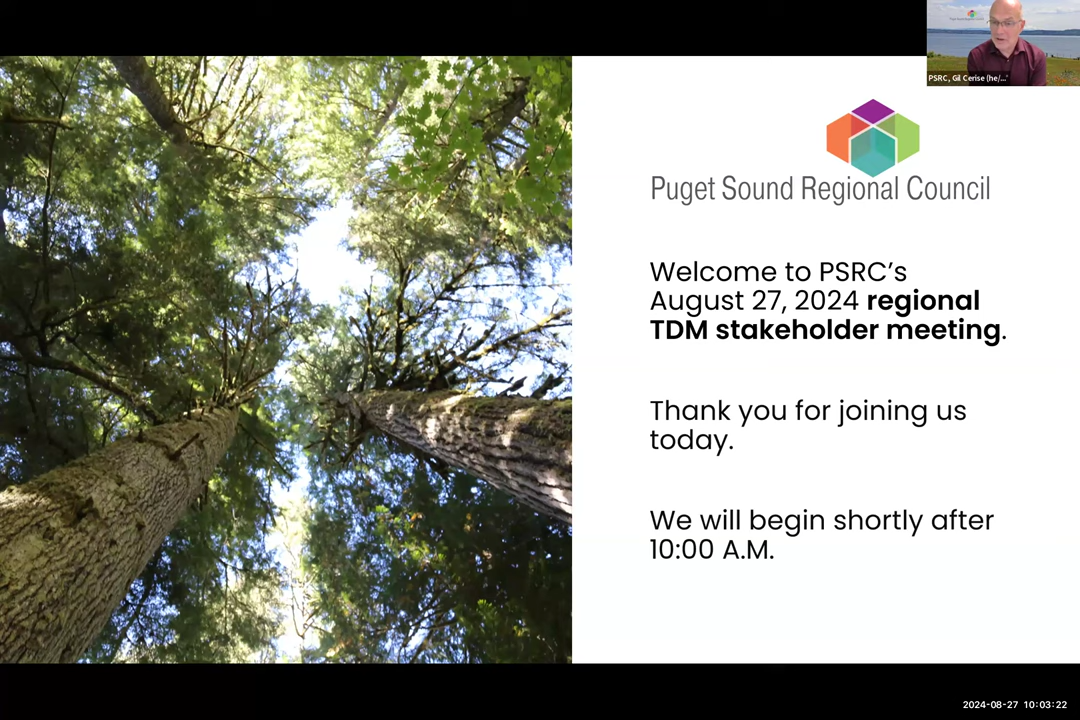 PSRC, Gil Cerise (he/...
Puget Sound Regional Council
Welcome to PSRC’s
August 27, 2024 regional
TDM stakeholder meeting.
Thank you for joining us
today.
We will begin shortly after
10:00 A.M.
2024-08-27 10:03:22